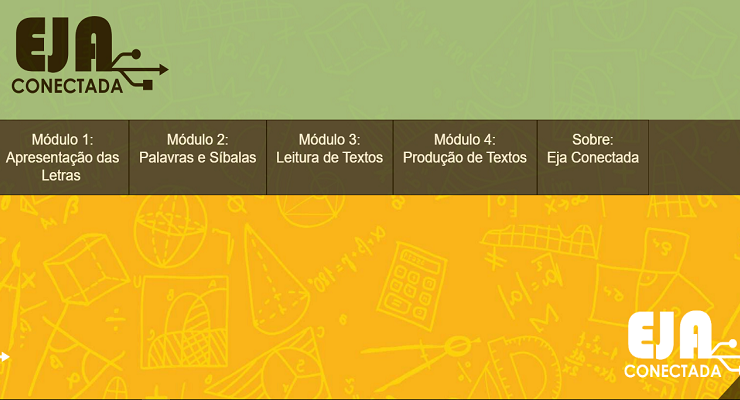 EJA
CONECTADA
Módulo 1:
Apresentação das
Letras
Módulo 2:
Palavras e Síbalas
Módulo 3:
Leitura de Textos
Módulo 4:
Produção de Textos
Sobre:
Eja Conectada
EJA
CONECTADA